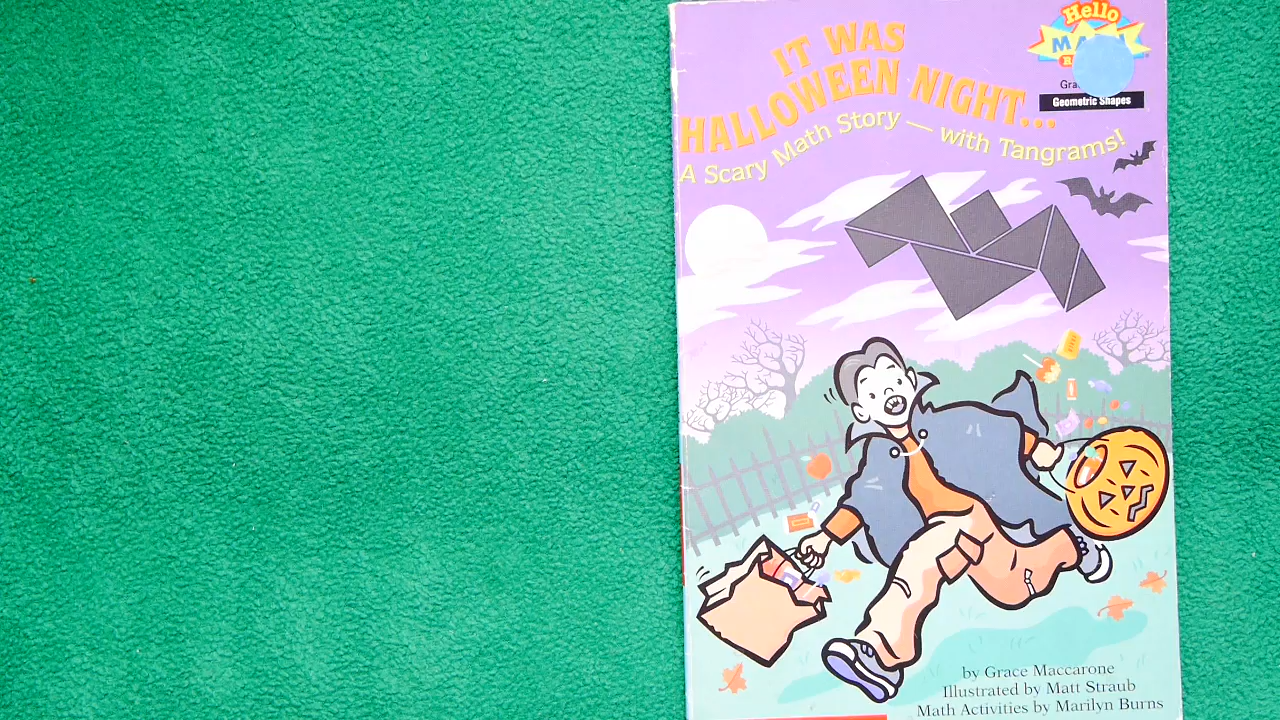 Hello
IT WAS
HALLOWEEN NIGHT...
A Scary Math Story — with Tangrams!
Geometric Shapes
by Grace Maccarone
Illustrated by Matt Straub
Math Activities by Marilyn Burns